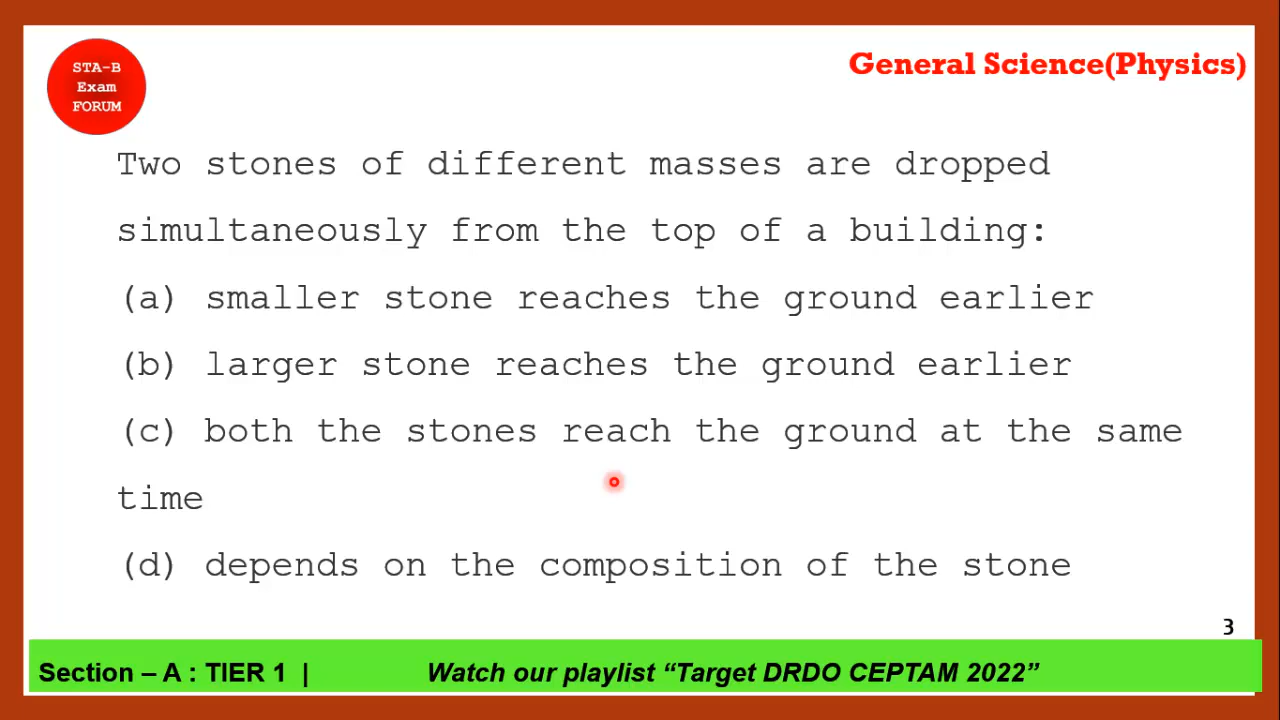 STA-B
Exam
FORUM
General Science(Physics)
Two stones of different masses are dropped
simultaneously from the top of a building:
(a) smaller stone reaches the ground earlier
(b) larger stone reaches the ground earlier
(c) both the stones reach the ground at the same
time
(d) depends on the composition of the stone
3
Section – A : TIER 1 | Watch our playlist “Target DRDO CEPTAM 2022”